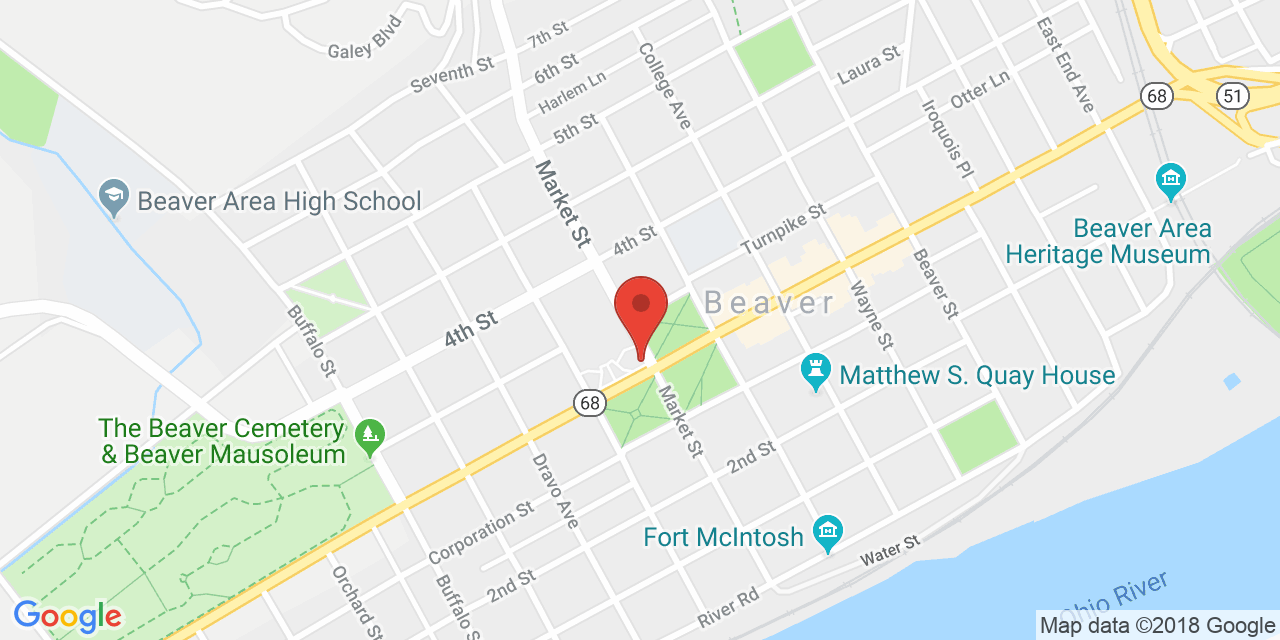 Galey Blvd
7th St
Seventh St
6th St
Harlem Ln
5th St
College Ave
Laura St
Otter Ln
East End Ave
68
51
Iroquois Pl
Beaver Area High School
Market St
4th St
Turnpike St
Beaver Area
Heritage Museum
Beaver St
Wayne St
Beaver
Buffalo St
4th St
68
Matthew S. Quay House
Market St
The Beaver Cemetery
& Beaver Mausoleum
2nd St
Dravo Ave
Corporation St
Fort McIntosh
Water St
2nd St
Orchard St
Buffalo S
River Rd
Ohio River
Google
Map data ©2018 Google